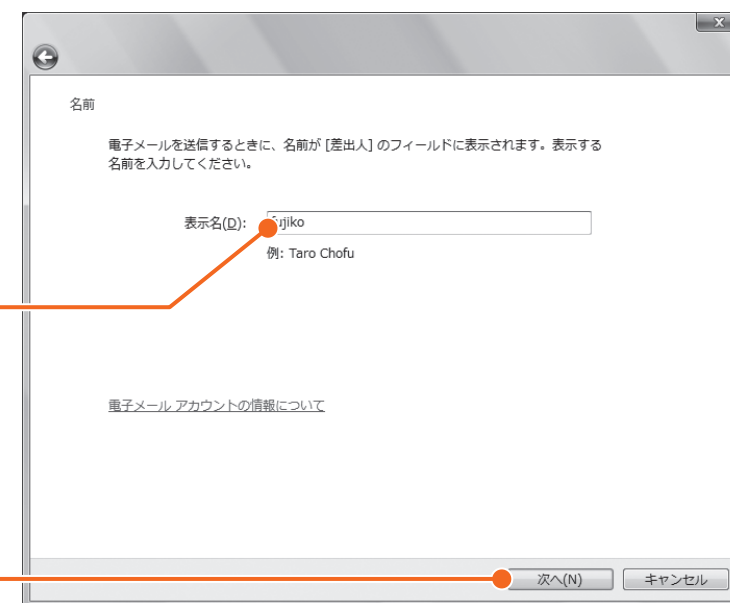 名前
電子メールを送信するときに、名前が [差出人] のフィールドに表示されます。表示する
名前を入力してください。
表示名(D): fujiko
例: Taro Chofu
電子メール アカウントの情報について
次へ(N) キャンセル